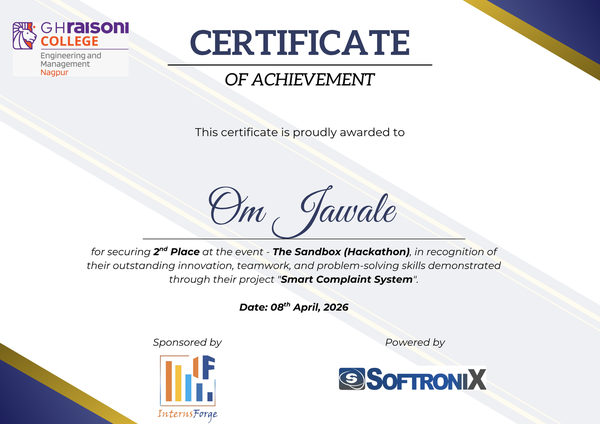 GHRAISONI
COLLEGE
Engineering and
Management
Nagpur
CERTIFICATE
OF ACHIEVEMENT
This certificate is proudly awarded to
Om Jawale
for securing 2nd Place at the event - The Sandbox (Hackathon), in recognition of
their outstanding innovation, teamwork, and problem-solving skills demonstrated
through their project "Smart Complaint System".
Date: 08th April, 2026
Sponsored by
Powered by
InternsForge
SOFTRONIX